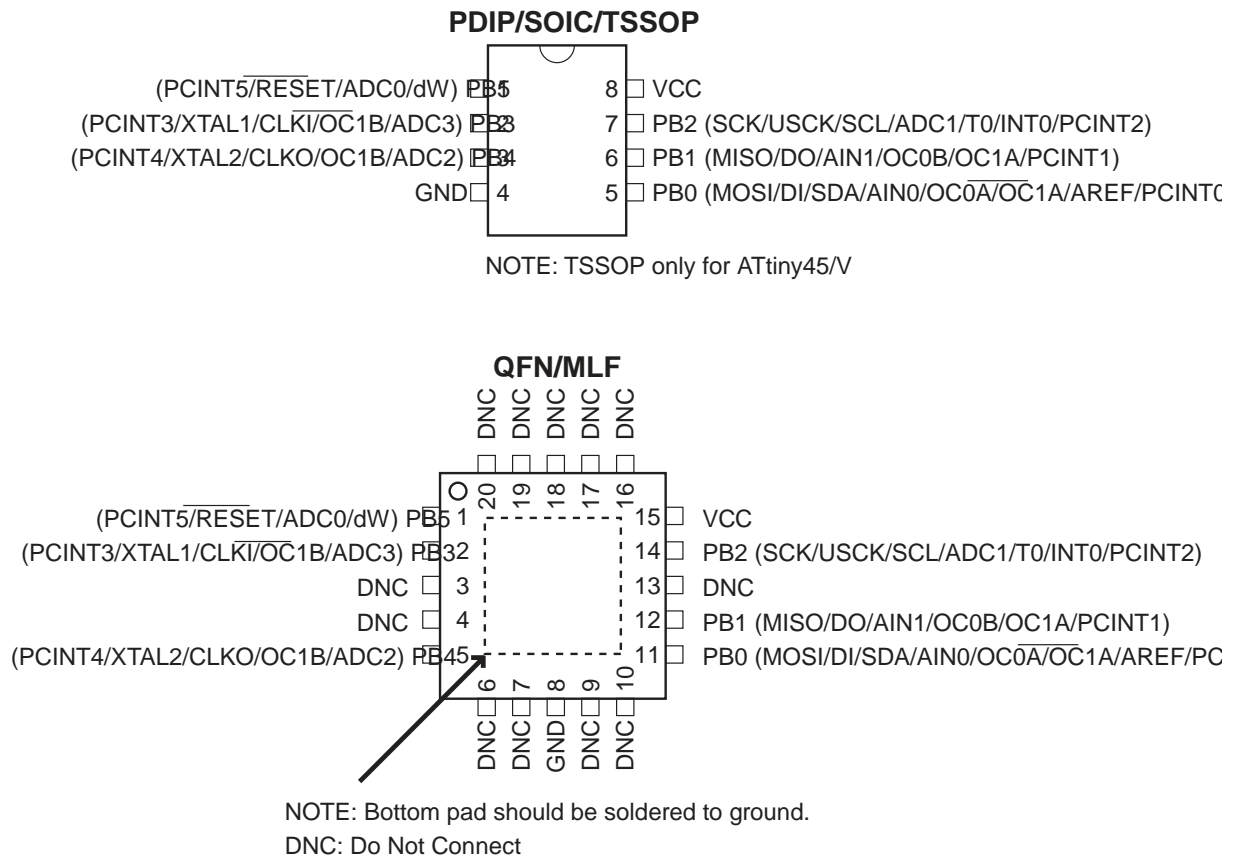 PDIP/SOIC/TSSOP
(PCINT5/RESET/ADC0/dW) PB5 1
8 VCC
(PCINT3/XTAL1/CLKI/OC1B/ADC3) PB3 2
7 PB2 (SCK/USCK/SCL/ADC1/T0/INT0/PCINT2)
(PCINT4/XTAL2/CLKO/OC1B/ADC2) PB4 3
6 PB1 (MISO/DO/AIN1/OC0B/OC1A/PCINT1)
GND 4
5 PB0 (MOSI/DI/SDA/AIN0/OC0A/OC1A/AREF/PCINT0
NOTE: TSSOP only for ATtiny45/V
QFN/MLF
DNC DNC DNC DNC DNC
20 19 18 17 16
(PCINT5/RESET/ADC0/dW) PB5 1
15 VCC
(PCINT3/XTAL1/CLKI/OC1B/ADC3) PB3 2
14 PB2 (SCK/USCK/SCL/ADC1/T0/INT0/PCINT2)
DNC 3
13 DNC
DNC 4
12 PB1 (MISO/DO/AIN1/OC0B/OC1A/PCINT1)
(PCINT4/XTAL2/CLKO/OC1B/ADC2) PB4 5
11 PB0 (MOSI/DI/SDA/AIN0/OC0A/OC1A/AREF/PC
6 7 8 9 10
DNC DNC GND DNC DNC
NOTE: Bottom pad should be soldered to ground.
DNC: Do Not Connect